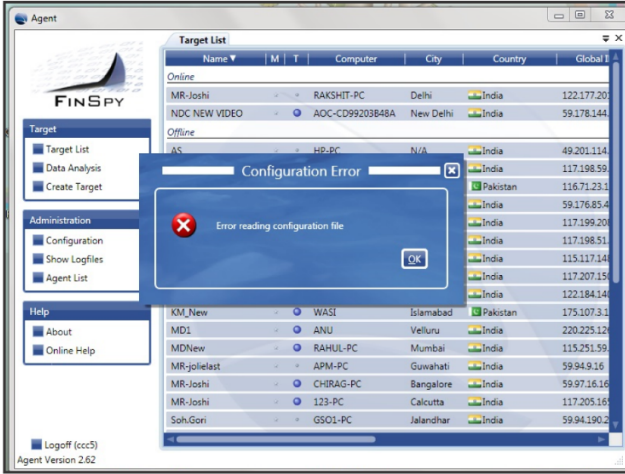 Agent
Target List
Name M T Computer City Country Global I
Online
MR-Joshi RAKSHIT-PC Delhi India 122.177.20
NDC NEW VIDEO AOC-CD99203B48A New Delhi India 59.178.144.
Offline
AS HP-PC N/A India 49.201.114.
India 117.198.59.
Pakistan 116.71.23.1
India 59.176.85.4
India 117.199.20
India 117.198.51.
India 115.117.14
India 117.207.15
India 122.184.14
KM_New WASI Islamabad Pakistan 175.107.3.1
MD1 ANU Velluru India 220.225.12
MDNew RAHUL-PC Mumbai India 115.251.59.
MR-jolielast APM-PC Guwahati India 59.94.9.16
MR-Joshi CHIRAG-PC Bangalore India 59.97.16.16
MR-Joshi 123-PC Calcutta India 117.205.16
Soh.Gori GSO1-PC Jalandhar India 59.94.190.2
FINSPY
Target
Target List
Data Analysis
Create Target
Administration
Configuration
Show Logfiles
Agent List
Help
About
Online Help
Logoff (ccc5)
Agent Version 2.62
Configuration Error
Error reading configuration file
OK